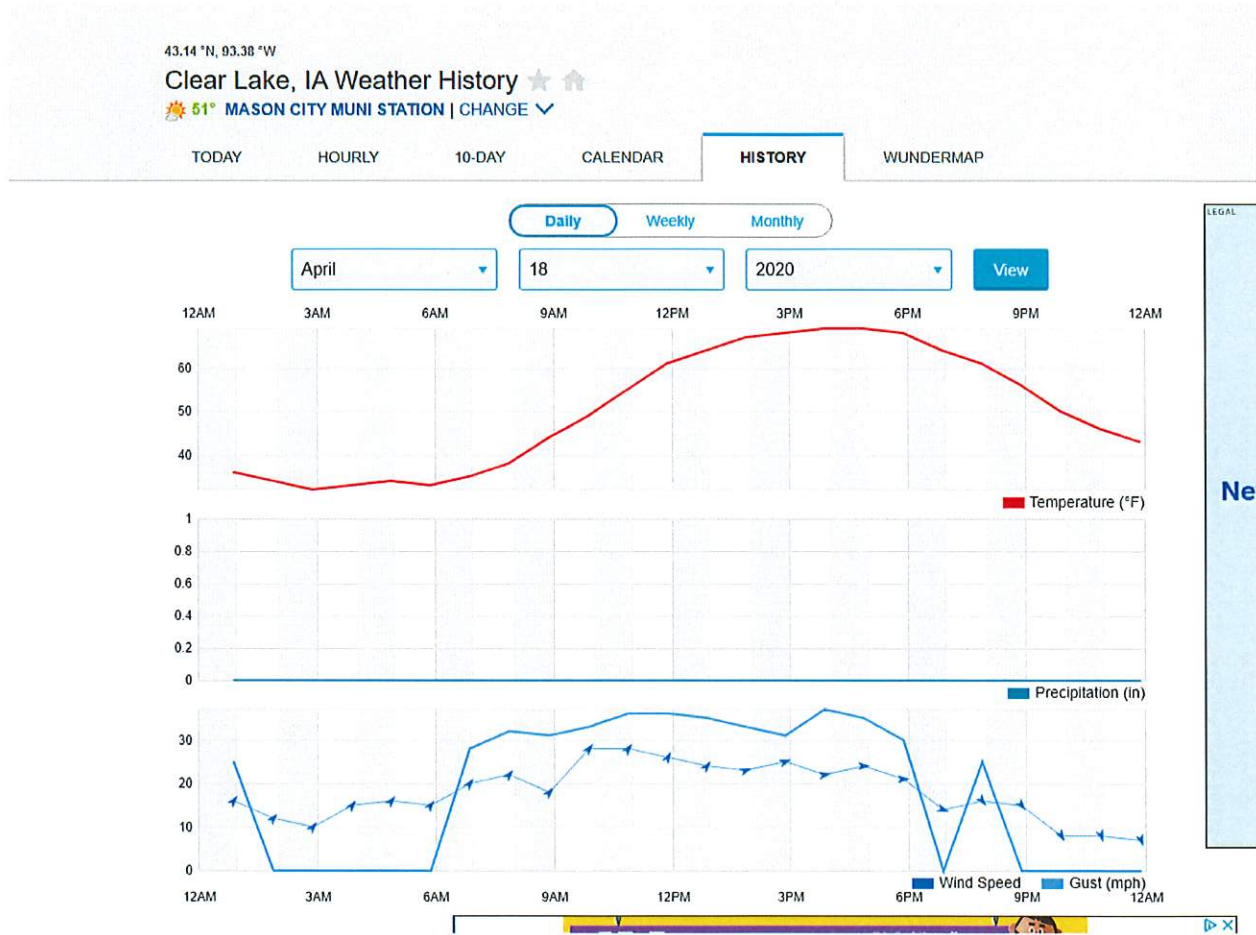 43.14 °N, 93.38 °W
Clear Lake, IA Weather History
51° MASON CITY MUNI STATION | CHANGE
TODAY HOURLY 10-DAY CALENDAR HISTORY WUNDERMAP
LEGAL
Daily Weekly Monthly
April 18 2020 View
12AM 3AM 6AM 9AM 12PM 3PM 6PM 9PM 12AM
60
50
40
Ne
Temperature (°F)
1
0.8
0.6
0.4
0.2
0
Precipitation (in)
30
20
10
0
Wind Speed Gust (mph)
12AM 3AM 6AM 9AM 12PM 3PM 6PM 9PM 12AM